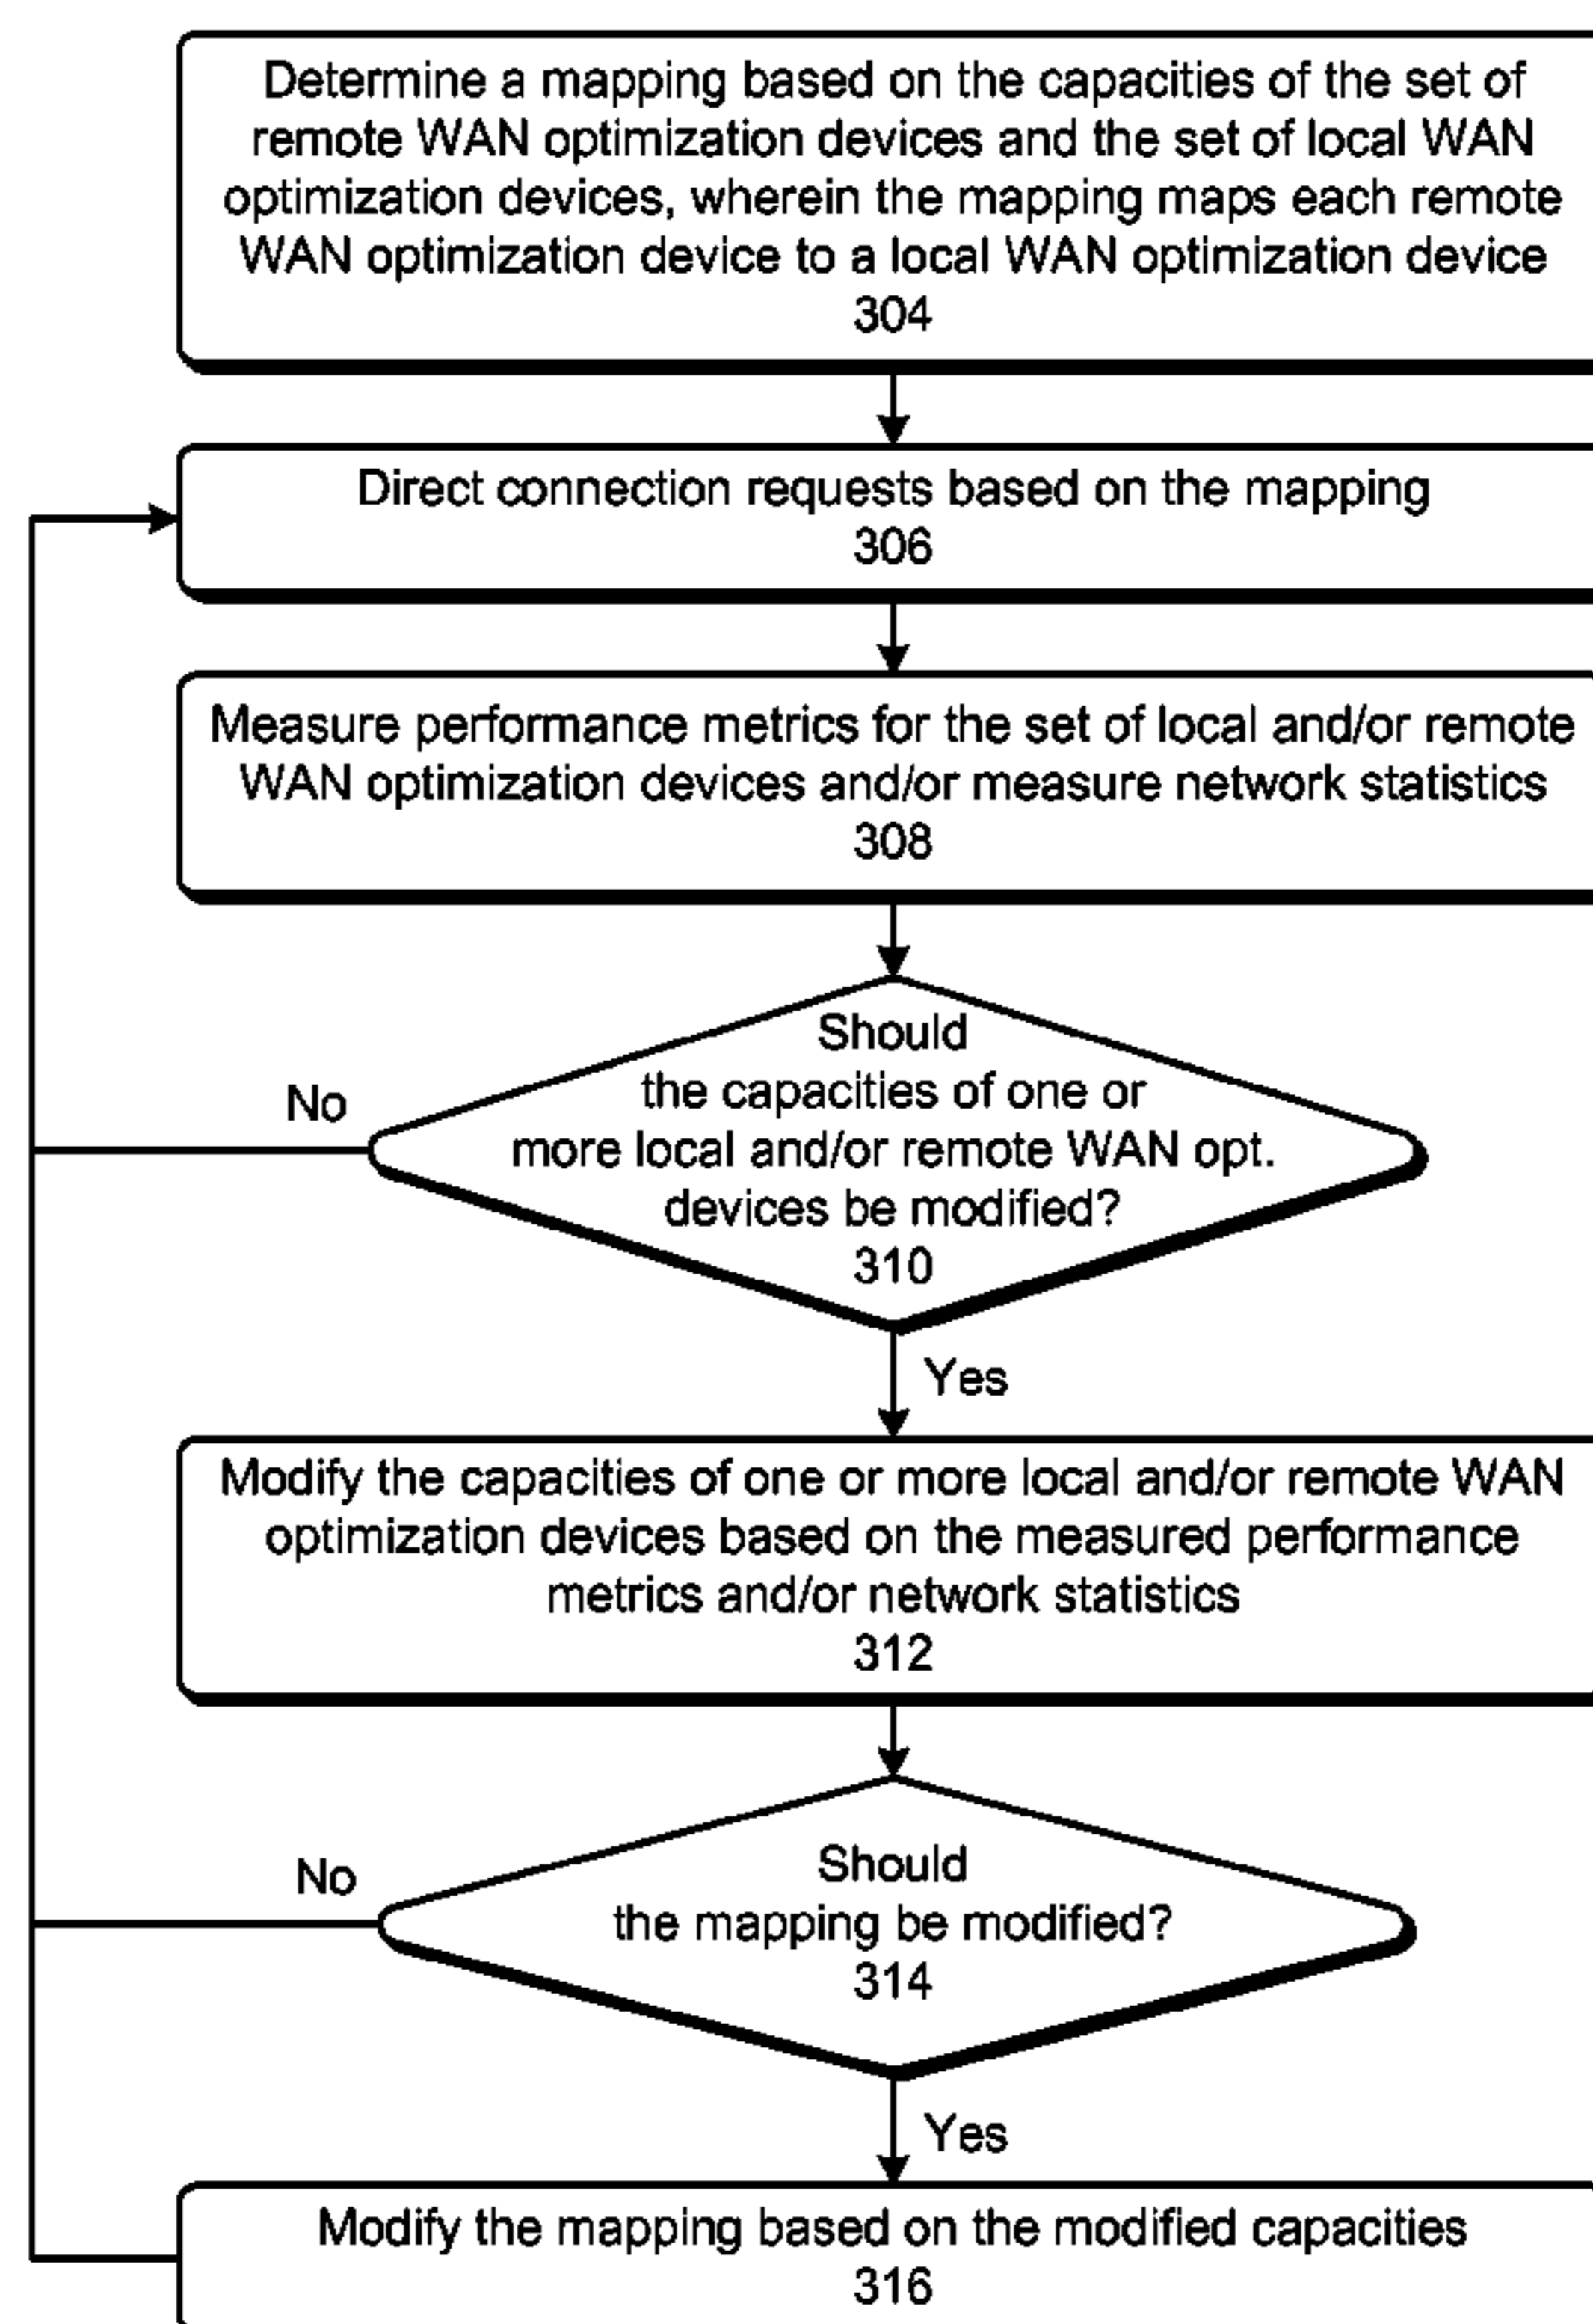 Determine a mapping based on the capacities of the set of
remote WAN optimization devices and the set of local WAN
optimization devices, wherein the mapping maps each remote
WAN optimization device to a local WAN optimization device
304
Direct connection requests based on the mapping
306
Measure performance metrics for the set of local and/or remote
WAN optimization devices and/or measure network statistics
308
Should
the capacities of one or
more local and/or remote WAN opt.
devices be modified?
310
No
Yes
Modify the capacities of one or more local and/or remote WAN
optimization devices based on the measured performance
metrics and/or network statistics
312
Should
the mapping be modified?
314
No
Yes
Modify the mapping based on the modified capacities
316